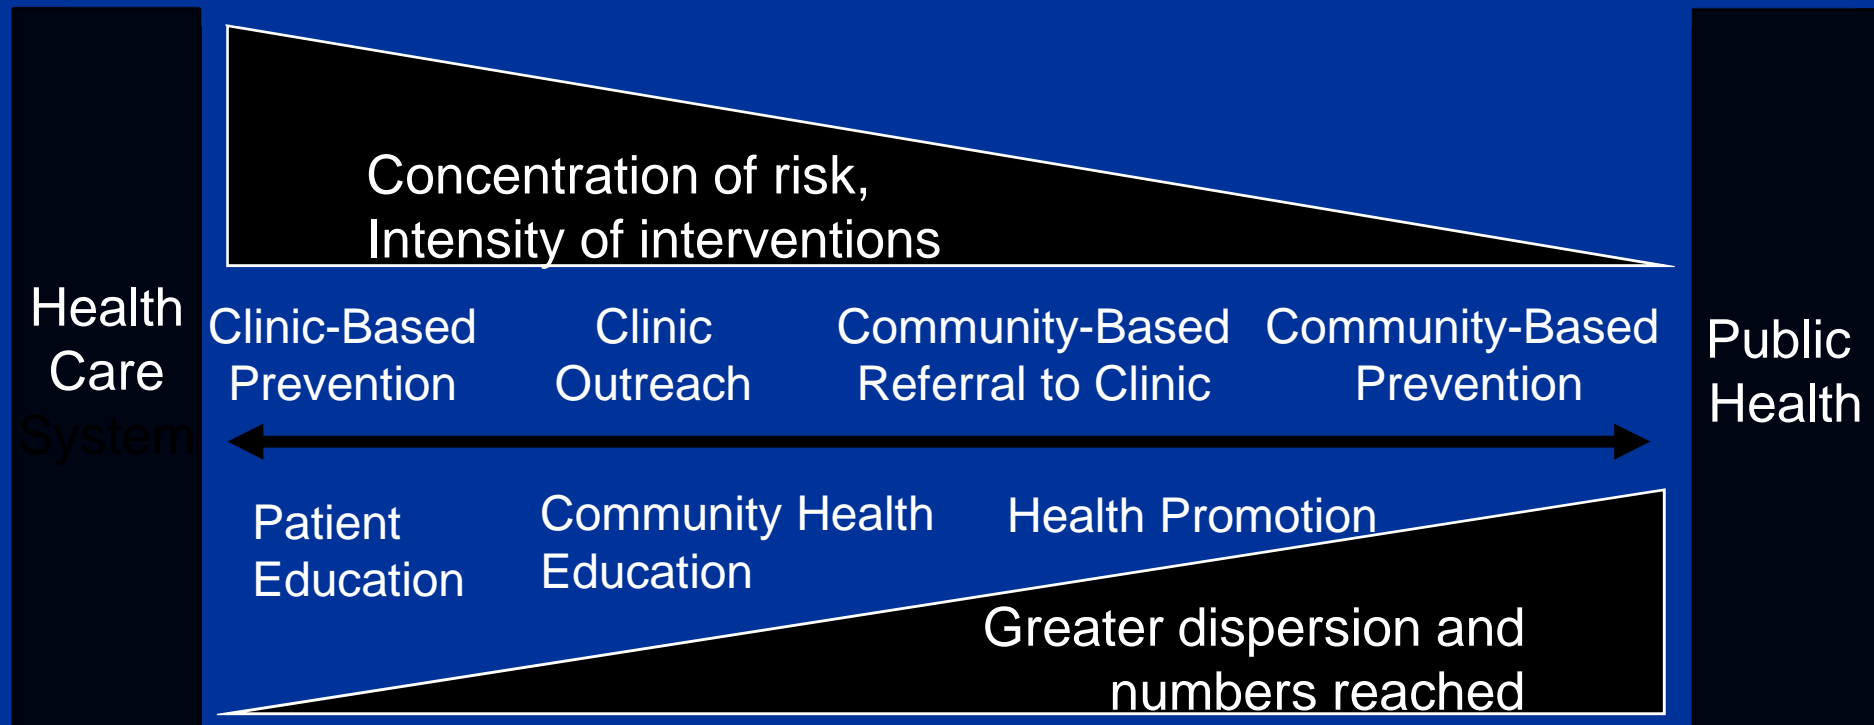 Concentration of risk,
Intensity of interventions
Health
Care
System
Clinic-Based
Prevention
Clinic
Outreach
Community-Based
Referral to Clinic
Community-Based
Prevention
Public
Health
Patient
Education
Community Health
Education
Health Promotion
Greater dispersion and
numbers reached